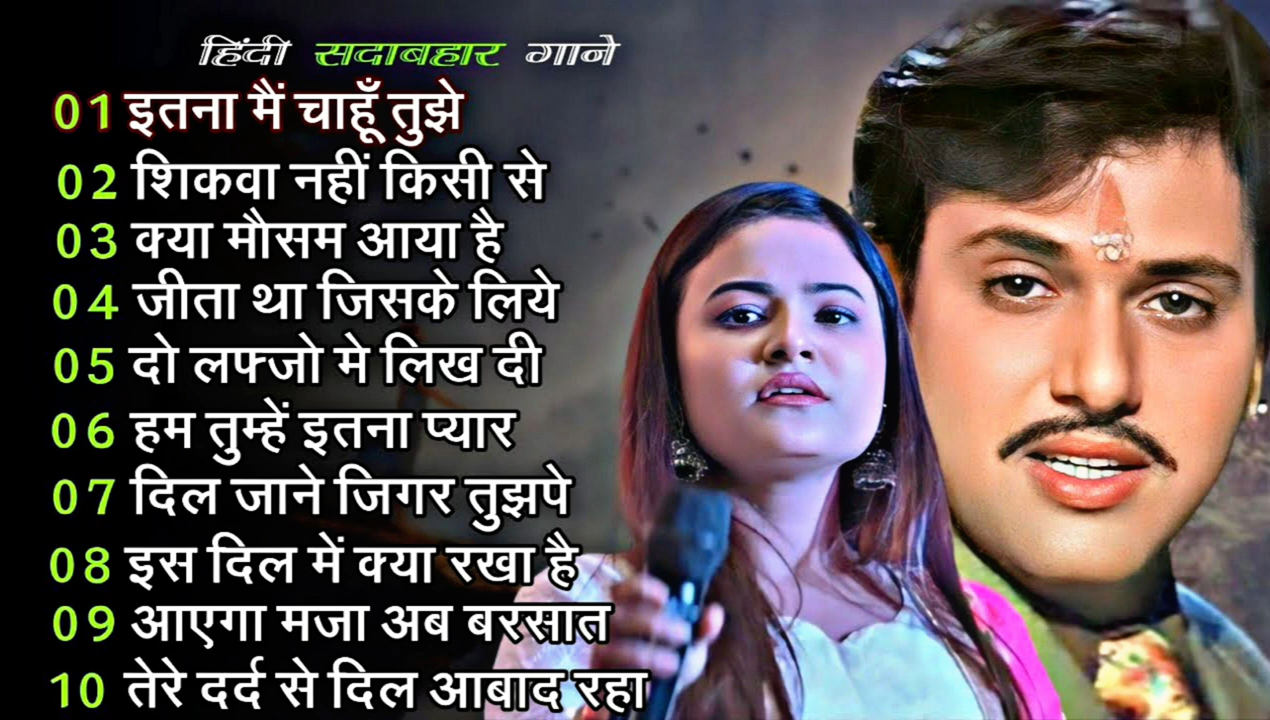 हिंदी सदाबहार गाने
01 इतना मैं चाहूँ तुझे
02 शिकवा नहीं किसी से
03 क्या मौसम आया है
04 जीता था जिसके लिये
05 दो लफ्जो मे लिख दी
06 हम तुम्हें इतना प्यार
07 दिल जाने जिगर तुझपे
08 इस दिल में क्या रखा है
09 आएगा मजा अब बरसात
10 तेरे दर्द से दिल आबाद रहा